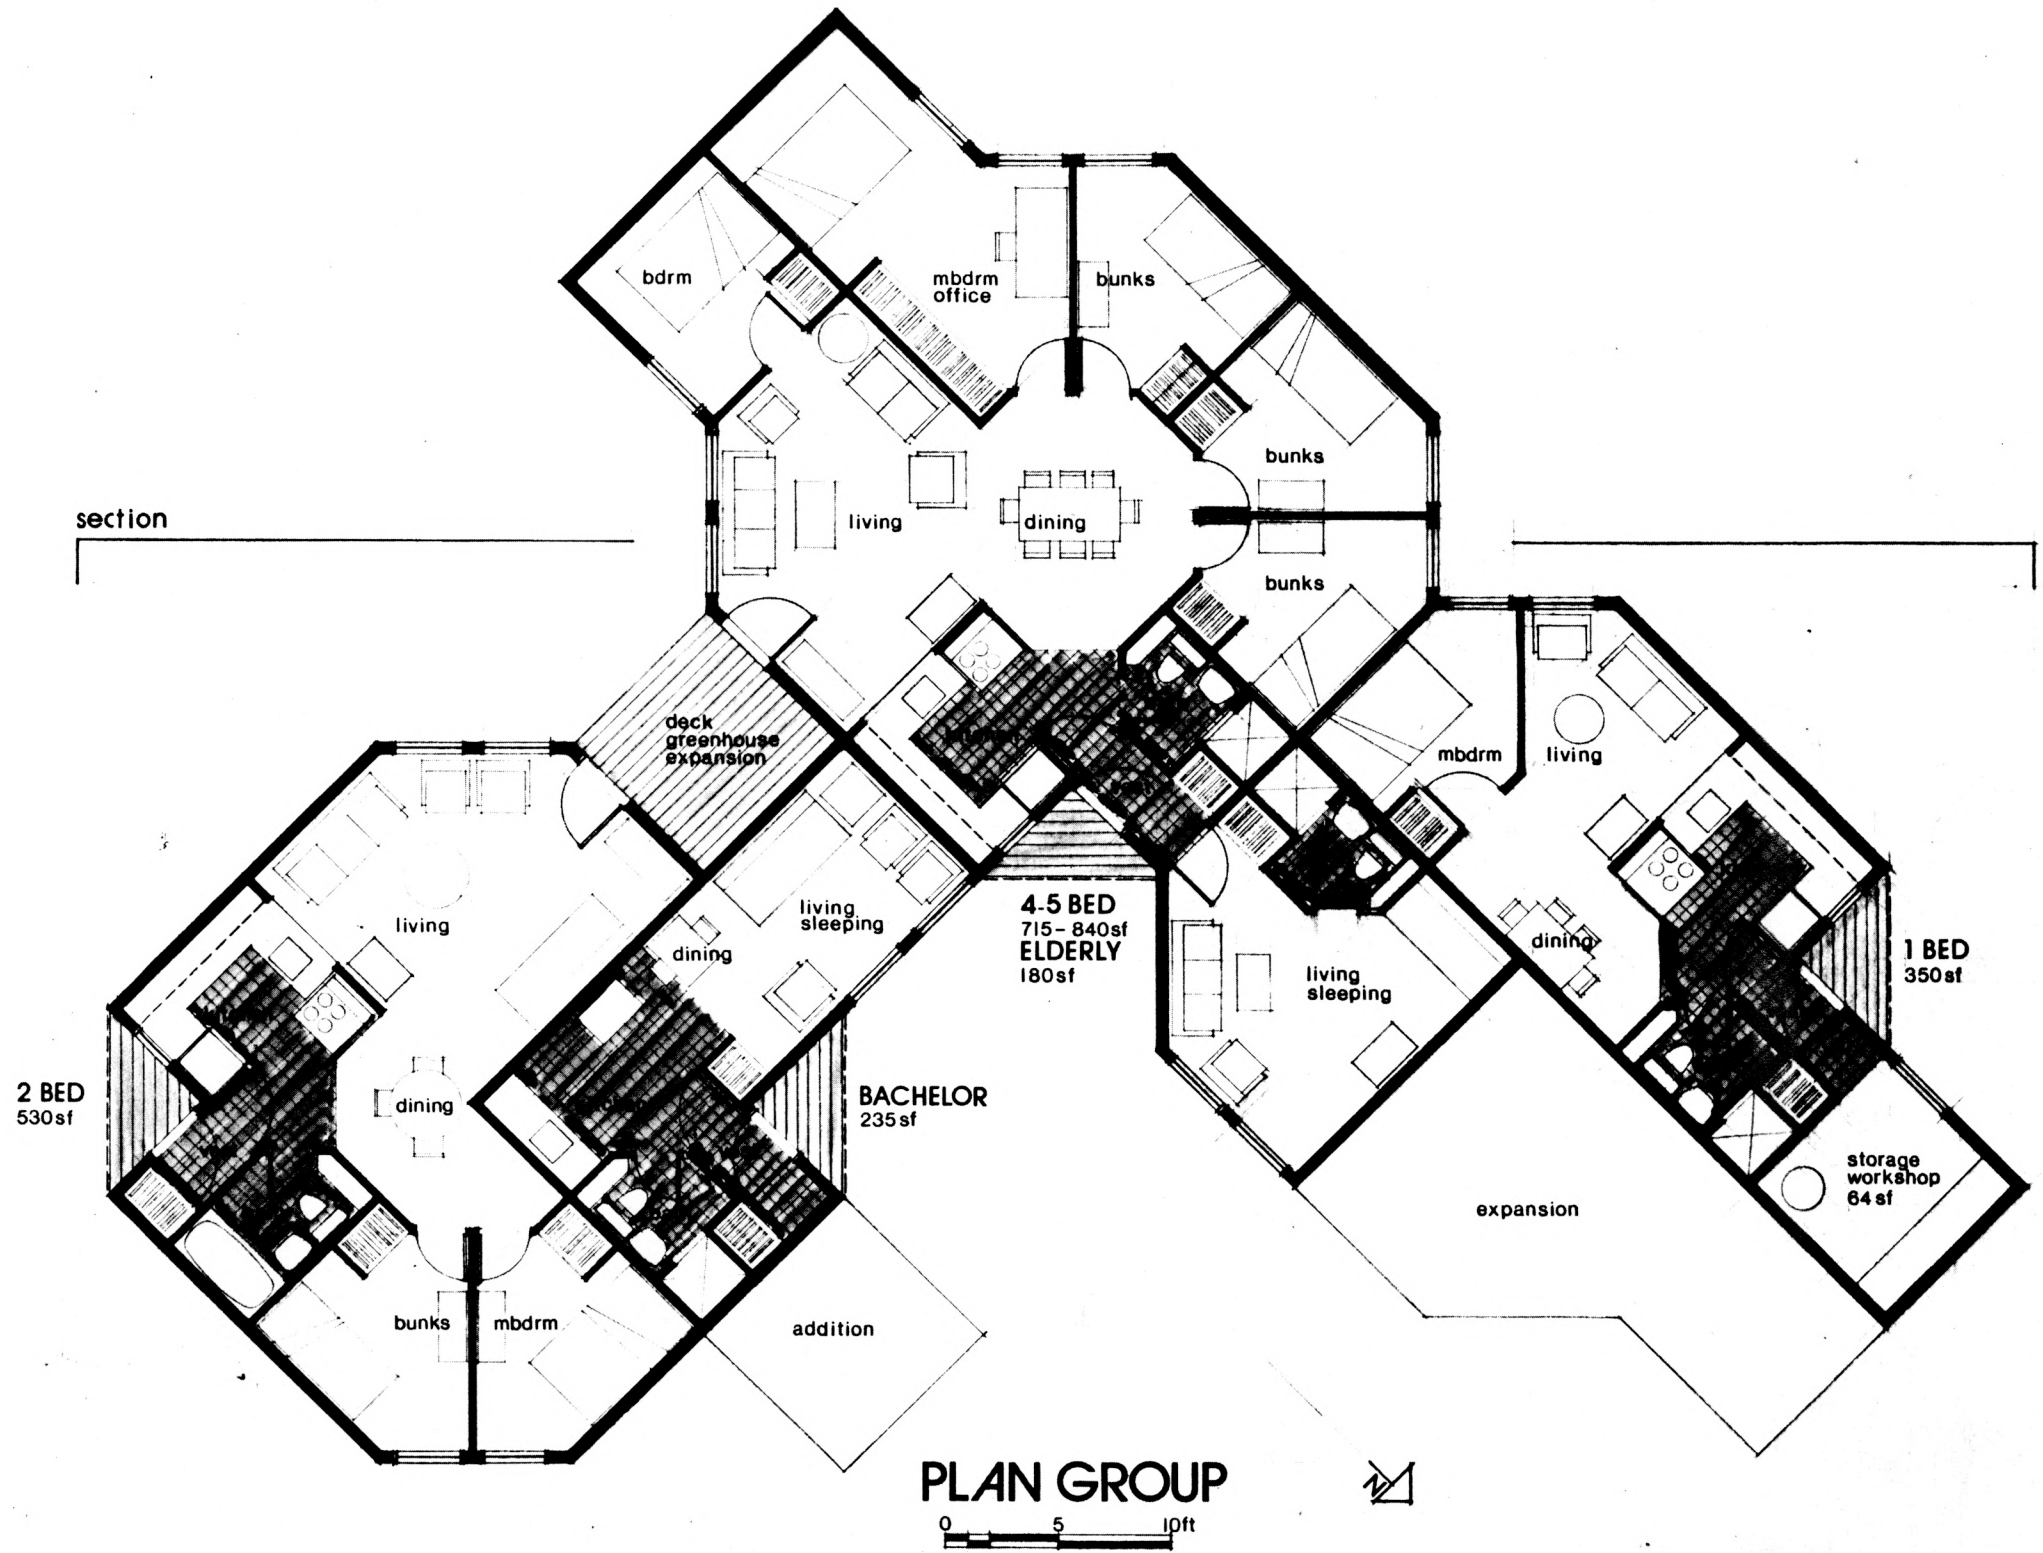 bdrm
mbdrm
office
bunks
bunks
section
living
dining
bunks
deck
greenhouse
expansion
mbdrm
living
living
living
sleeping
dining
4-5 BED
715-840sf
ELDERLY
180sf
dining
1 BED
350sf
living
sleeping
2 BED
530sf
dining
BACHELOR
235sf
storage
workshop
64sf
expansion
bunks
mbdrm
addition
PLAN GROUP
N
0 5 10ft